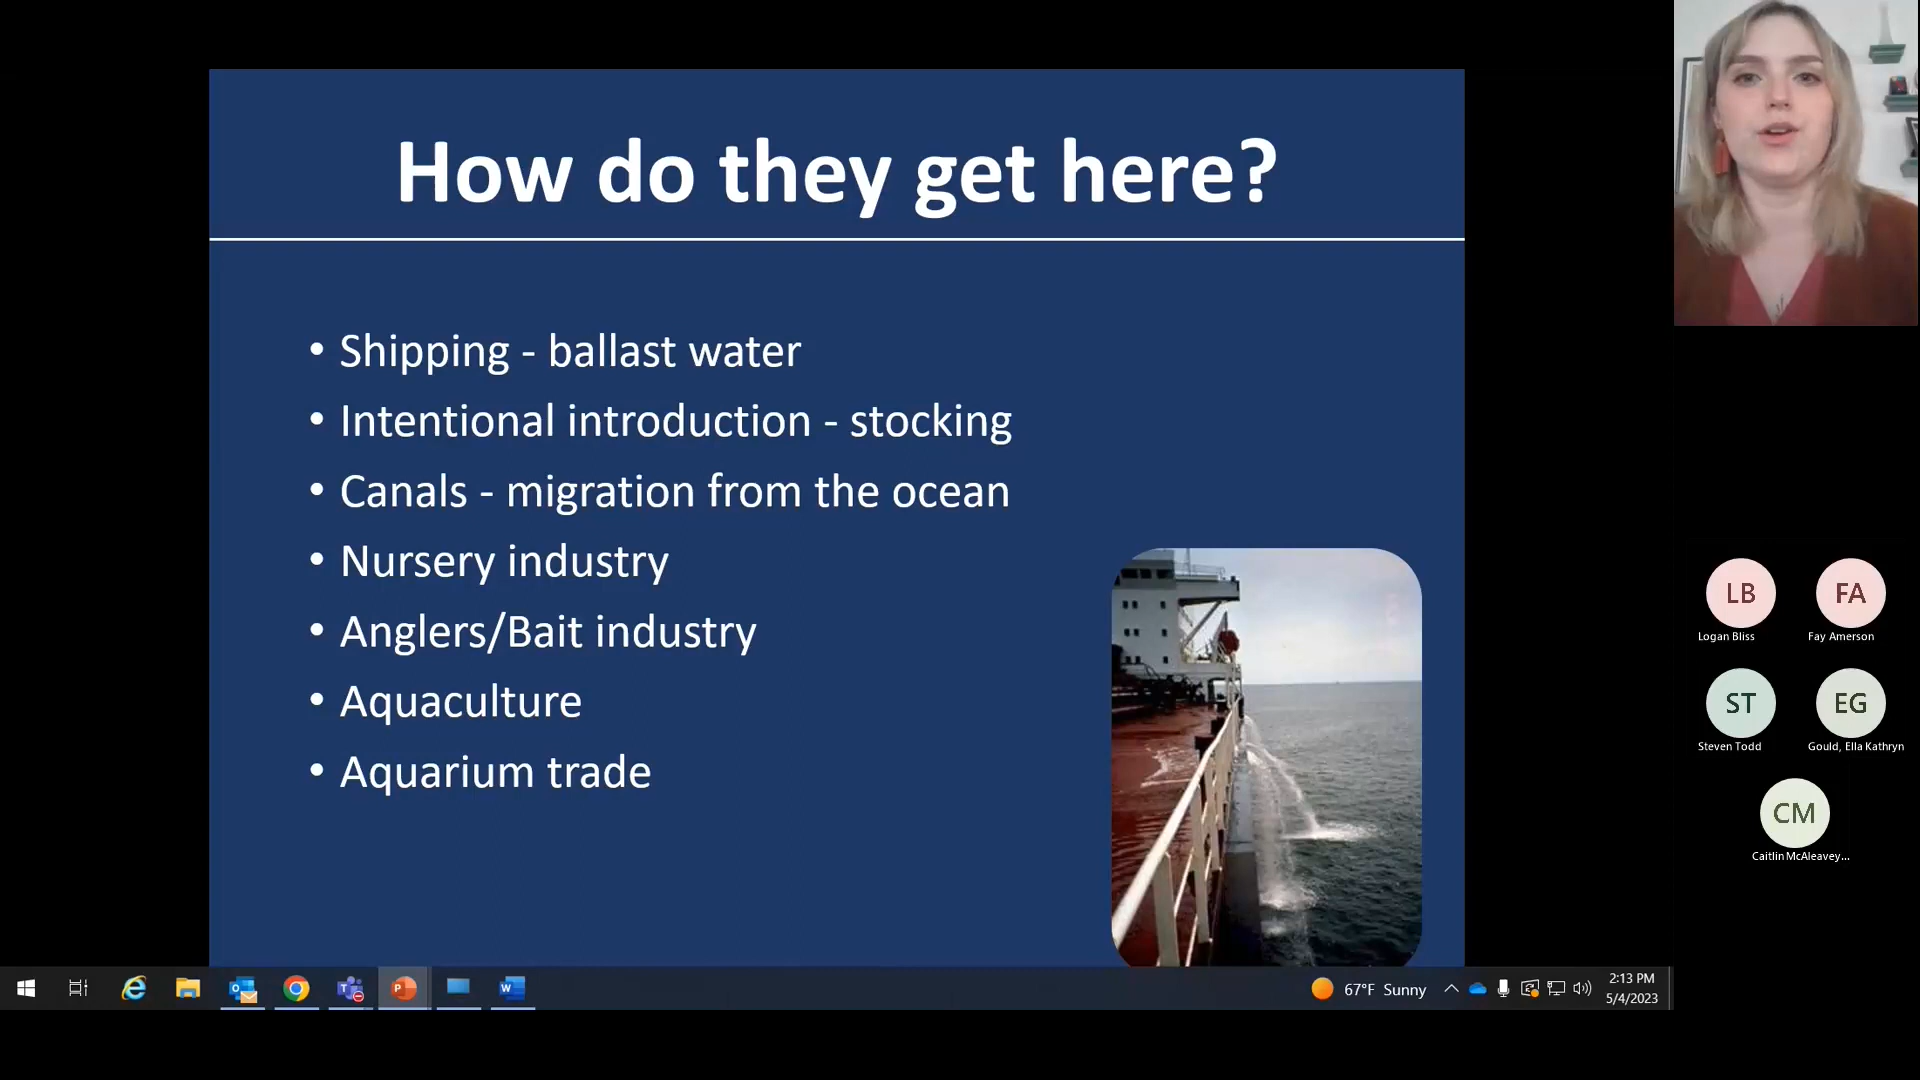 How do they get here?
• Shipping - ballast water
• Intentional introduction - stocking
• Canals - migration from the ocean
• Nursery industry
• Anglers/Bait industry
• Aquaculture
• Aquarium trade
LB
Logan Bliss
FA
Fay Amerson
ST
Steven Todd
EG
Gould, Ella Kathryn
CM
Caitlin McAleavey...
67°F Sunny
2:13 PM
5/4/2023